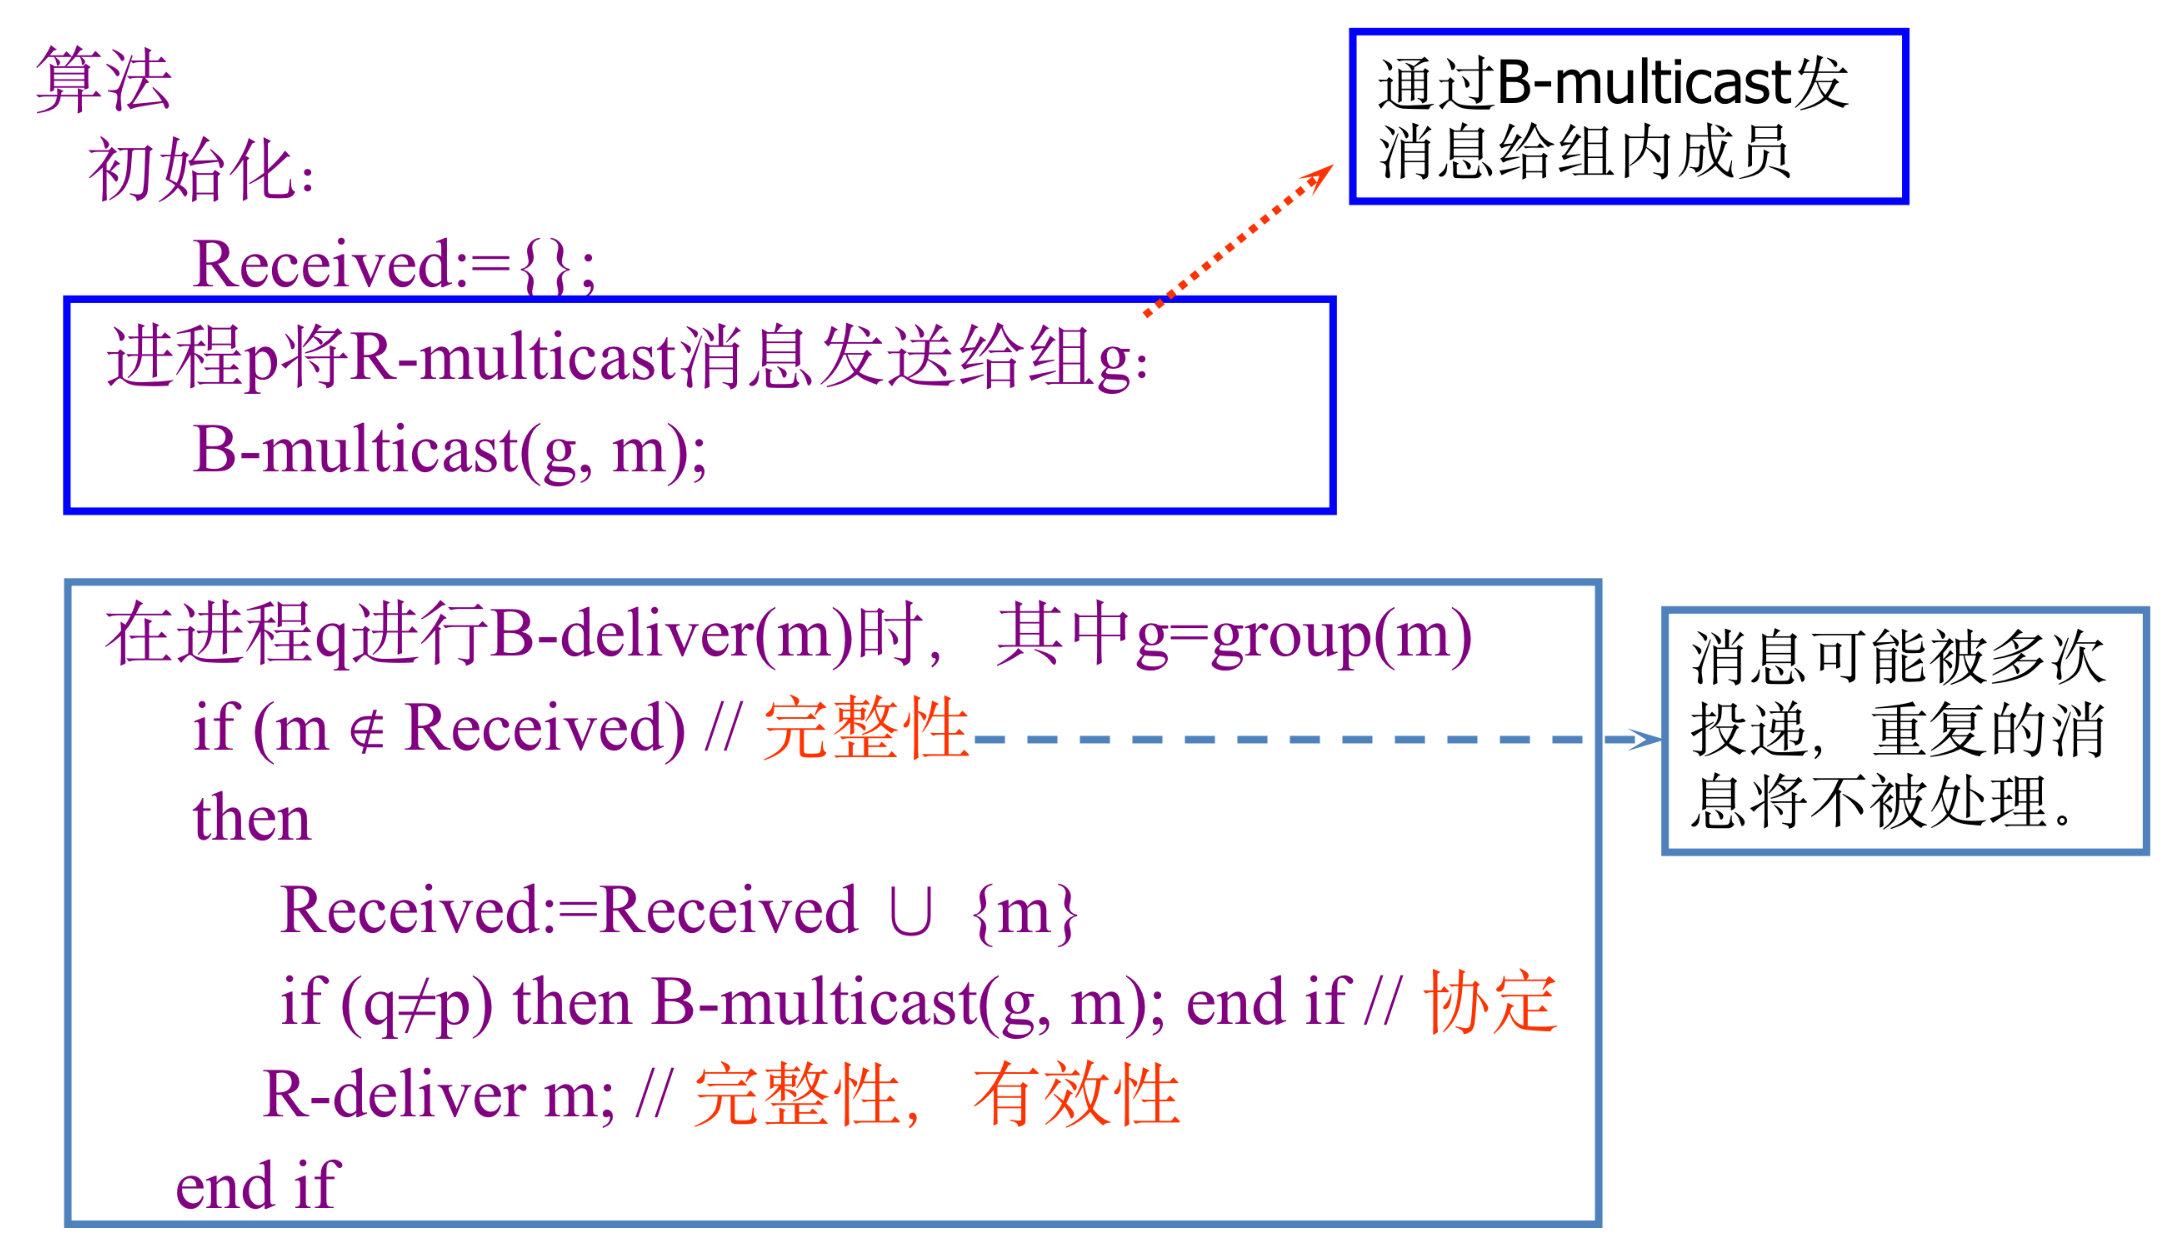 算法
初始化：
Received:={};
进程p将R-multicast消息发送给组g：
B-multicast(g, m);
通过B-multicast发
消息给组内成员
在进程q进行B-deliver(m)时，其中g=group(m)
if (m ∉ Received) // 完整性
then
Received:=Received ∪ {m}
if (q≠p) then B-multicast(g, m); end if // 协定
R-deliver m; // 完整性，有效性
end if
消息可能被多次
投递，重复的消
息将不被处理。